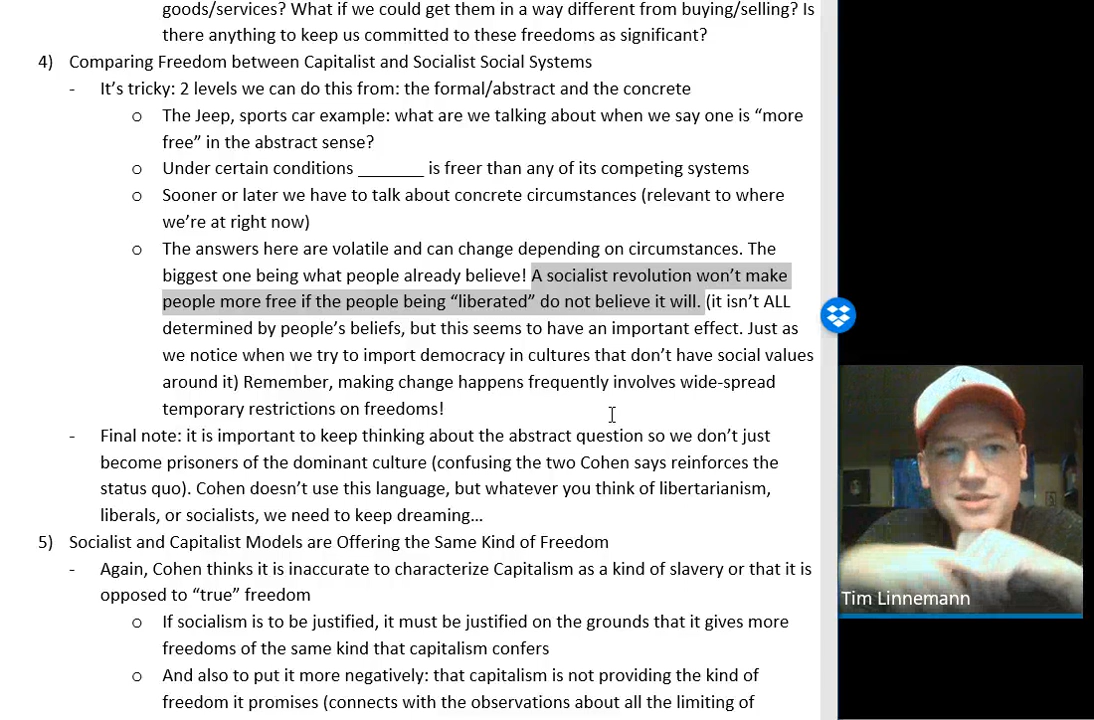 goods/services? What if we could get them in a way different from buying/selling? Is
there anything to keep us committed to these freedoms as significant?
4) Comparing Freedom between Capitalist and Socialist Social Systems
- It’s tricky: 2 levels we can do this from: the formal/abstract and the concrete
o The Jeep, sports car example: what are we talking about when we say one is “more
free” in the abstract sense?
o Under certain conditions _______ is freer than any of its competing systems
o Sooner or later we have to talk about concrete circumstances (relevant to where
we’re at right now)
o The answers here are volatile and can change depending on circumstances. The
biggest one being what people already believe! A socialist revolution won’t make
people more free if the people being “liberated” do not believe it will. (it isn’t ALL
determined by people’s beliefs, but this seems to have an important effect. Just as
we notice when we try to import democracy in cultures that don’t have social values
around it) Remember, making change happens frequently involves wide-spread
temporary restrictions on freedoms!
- Final note: it is important to keep thinking about the abstract question so we don’t just
become prisoners of the dominant culture (confusing the two Cohen says reinforces the
status quo). Cohen doesn’t use this language, but whatever you think of libertarianism,
liberals, or socialists, we need to keep dreaming…
5) Socialist and Capitalist Models are Offering the Same Kind of Freedom
- Again, Cohen thinks it is inaccurate to characterize Capitalism as a kind of slavery or that it is
opposed to “true” freedom
o If socialism is to be justified, it must be justified on the grounds that it gives more
freedoms of the same kind that capitalism confers
o And also to put it more negatively: that capitalism is not providing the kind of
freedom it promises (connects with the observations about all the limiting of
Tim Linnemann